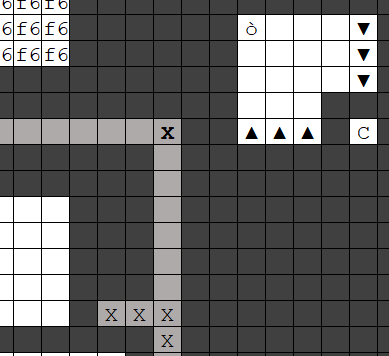 6f6f6
6f6f6 ò ▼
6f6f6 ▼
▼
x ▲ ▲ ▲ C
X X X
X